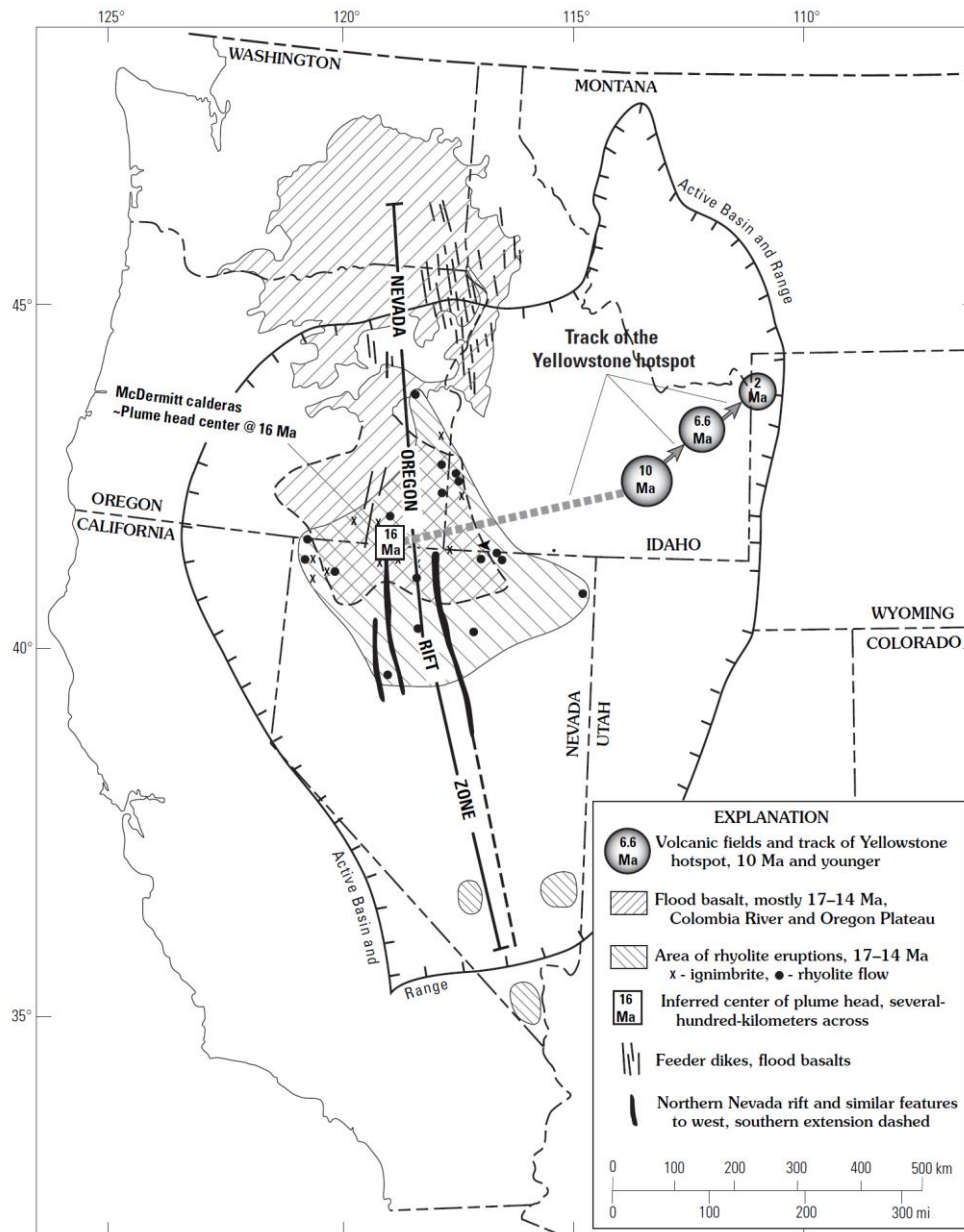 125°
120°
115°
110°
WASHINGTON
MONTANA
Active Basin and Range
45°
NEVADA
Track of the
Yellowstone hotspot
2
Ma
McDermitt calderas
~Plume head center @ 16 Ma
6.6
Ma
10
Ma
OREGON
OREGON
CALIFORNIA
16
Ma
IDAHO
WYOMING
COLORADO
40°
RIFT
NEVADA
UTAH
ZONE
Active Basin and
Range
35°
EXPLANATION
6.6
Ma
Volcanic fields and track of Yellowstone
hotspot, 10 Ma and younger
Flood basalt, mostly 17–14 Ma,
Colombia River and Oregon Plateau
Area of rhyolite eruptions, 17–14 Ma
x - ignimbrite, ● - rhyolite flow
16
Ma
Inferred center of plume head, several-
hundred-kilometers across
Feeder dikes, flood basalts
Northern Nevada rift and similar features
to west, southern extension dashed
0 100 200 300 400 500 km
0 100 200 300 mi